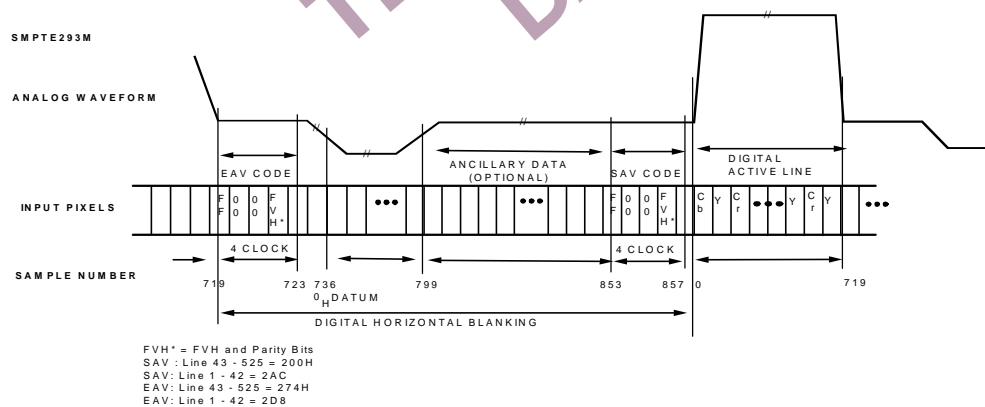 SMPTE293M
ANALOG WAVEFORM
EAV CODE
ANCILLARY DATA
(OPTIONAL)
SAV CODE
DIGITAL
ACTIVE LINE
INPUT PIXELS
F F 0 0 0 0 F V H*
F F 0 0 0 0 F V H*
C b Y C r Y C r Y
4 CLOCK
4 CLOCK
SAMPLE NUMBER
719 723 736 799 853 857 0 719
0H DATUM
DIGITAL HORIZONTAL BLANKING
FVH* = FVH and Parity Bits
SAV : Line 43 - 525 = 200H
SAV: Line 1 - 42 = 2AC
EAV: Line 43 - 525 = 274H
EAV: Line 1 - 42 = 2D8